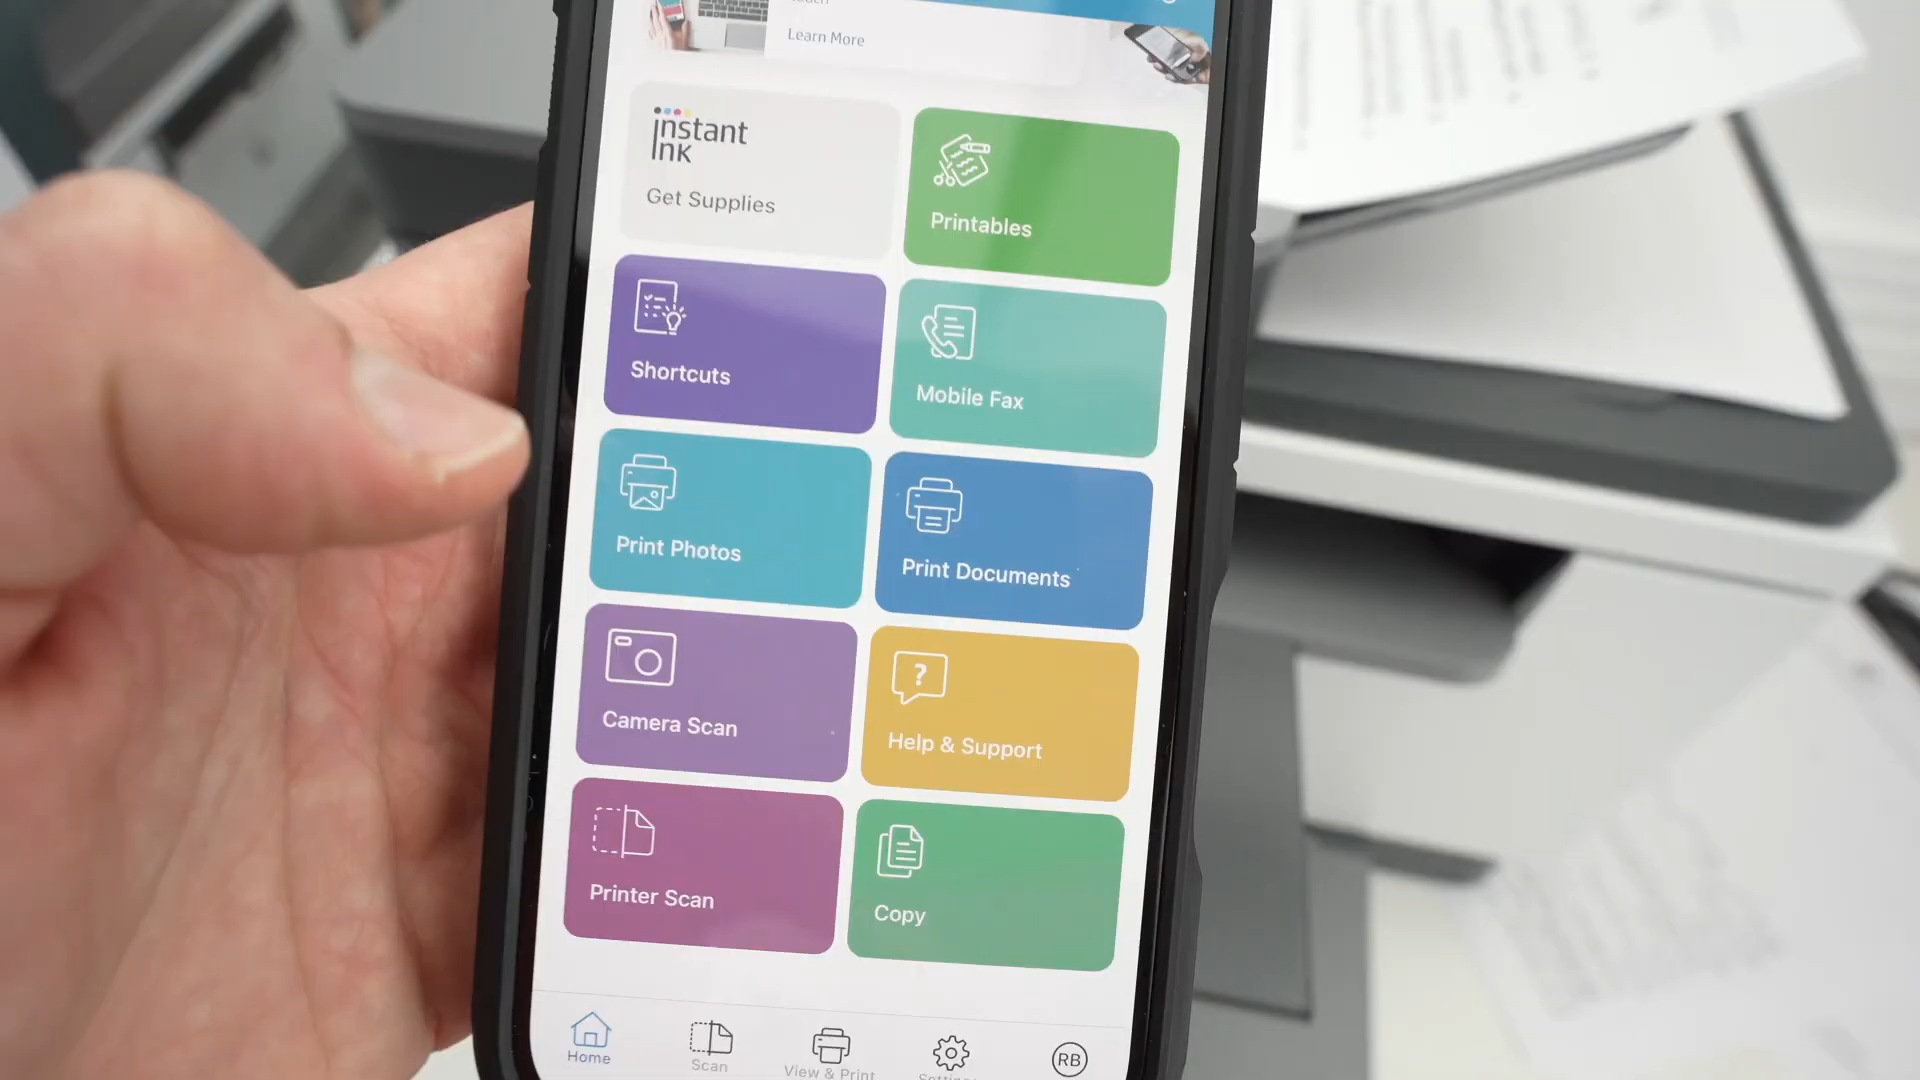 Learn More
instant
ink
Get Supplies
Printables
Shortcuts
Mobile Fax
Print Photos
Print Documents
?
Camera Scan
Help & Support
Printer Scan
Copy
Home
Scan
View & Print
RB